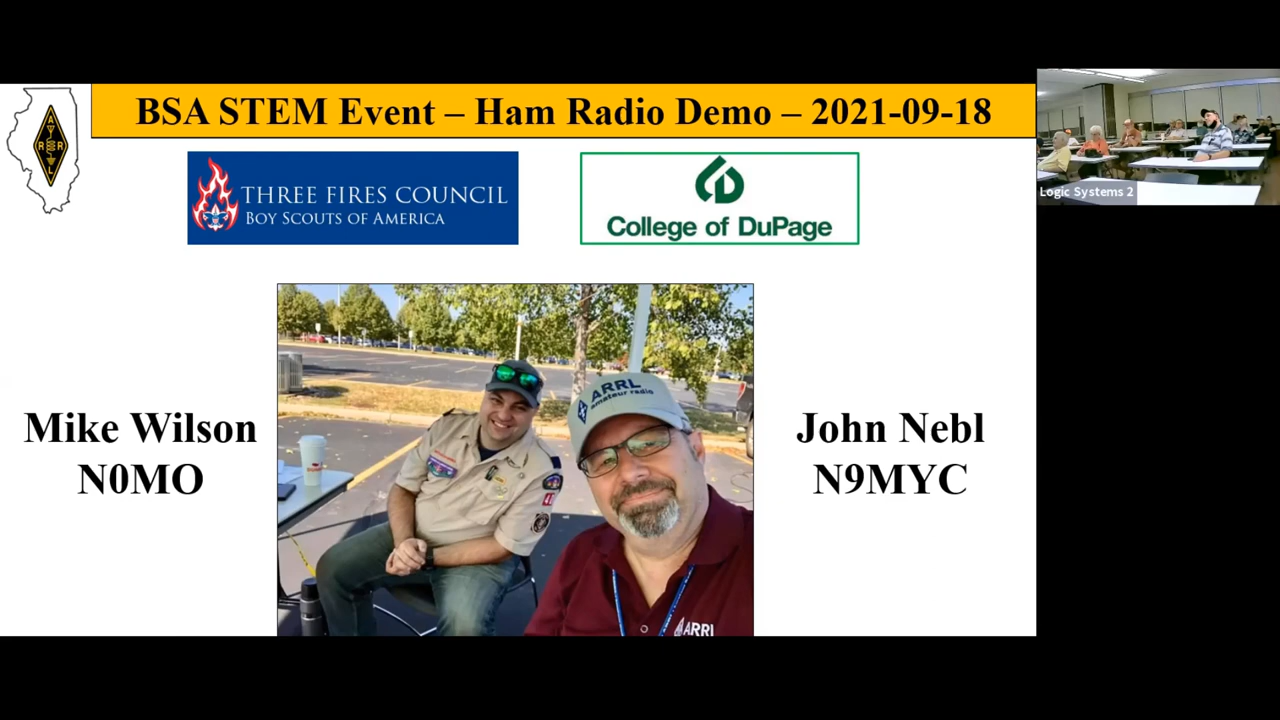 BSA STEM Event – Ham Radio Demo – 2021-09-18
ARRL
THREE FIRES COUNCIL
BOY SCOUTS OF AMERICA
College of DuPage
Logic Systems 2
Mike Wilson
N0MO
ARRL
amateur radio
John Nebl
N9MYC
ARRL